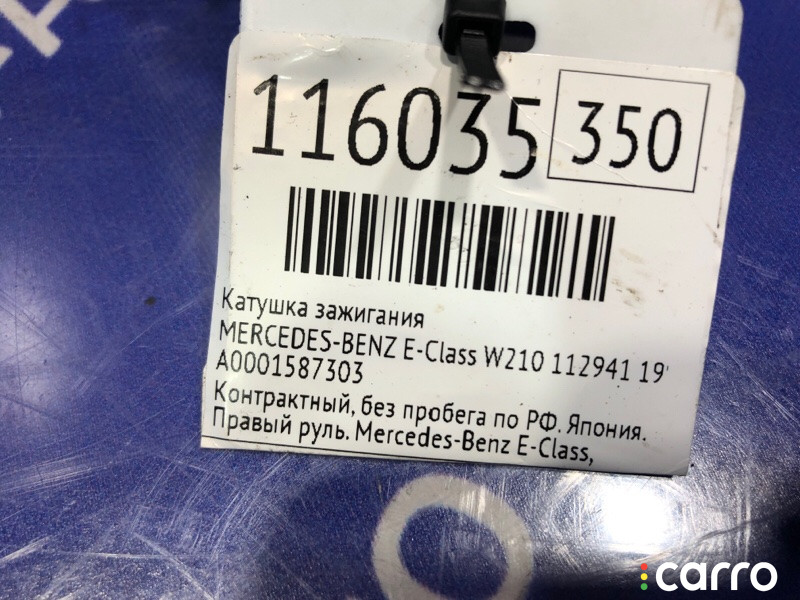 116035 350
Катушка зажигания
MERCEDES-BENZ E-Class W210 112941 19
A0001587303
Контрактный, без пробега по РФ. Япония.
Правый руль. Mercedes-Benz E-Class,
carro